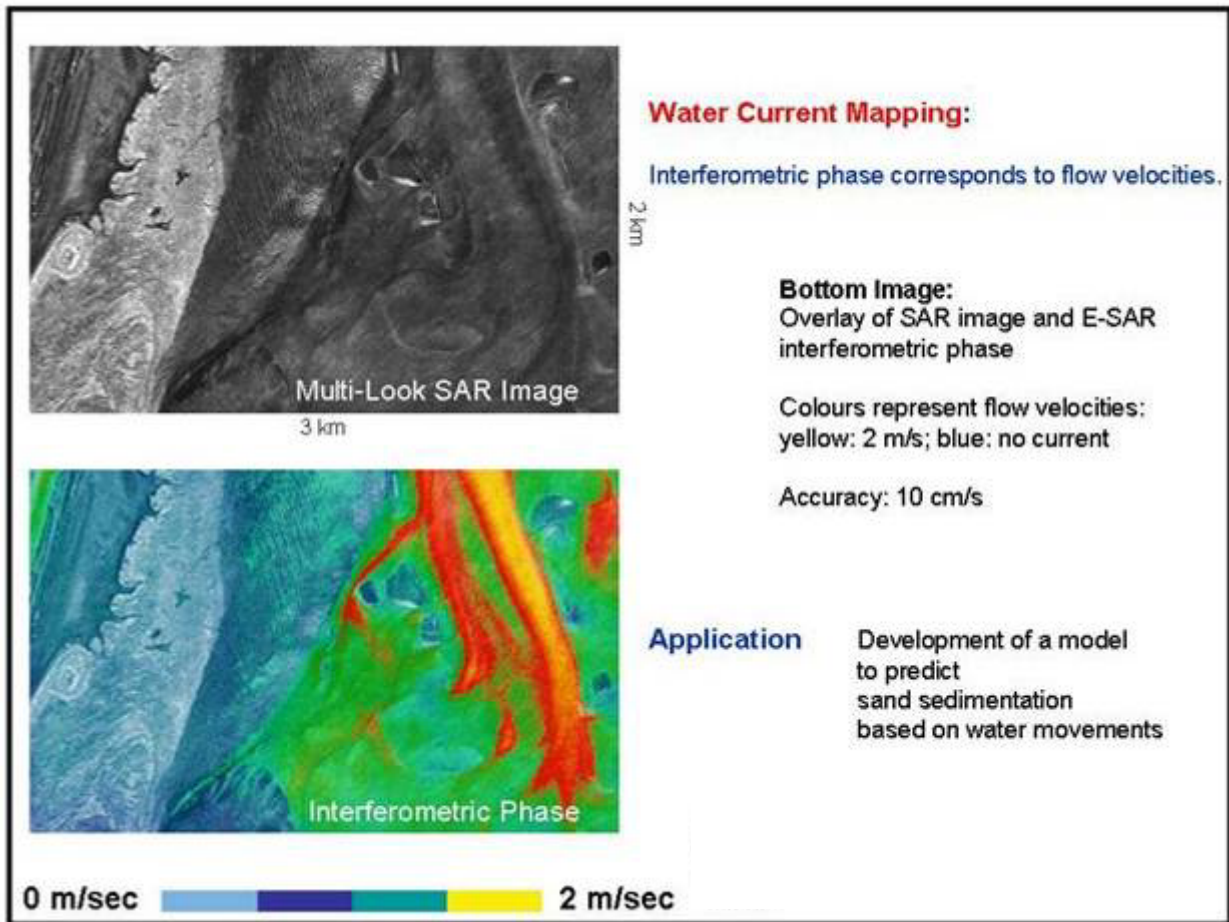 Water Current Mapping:
Interferometric phase corresponds to flow velocities.
Multi-Look SAR Image
3 km
2 km
Bottom Image:
Overlay of SAR image and E-SAR
interferometric phase
Colours represent flow velocities:
yellow: 2 m/s; blue: no current
Accuracy: 10 cm/s
Interferometric Phase
Application
Development of a model
to predict
sand sedimentation
based on water movements
0 m/sec
2 m/sec